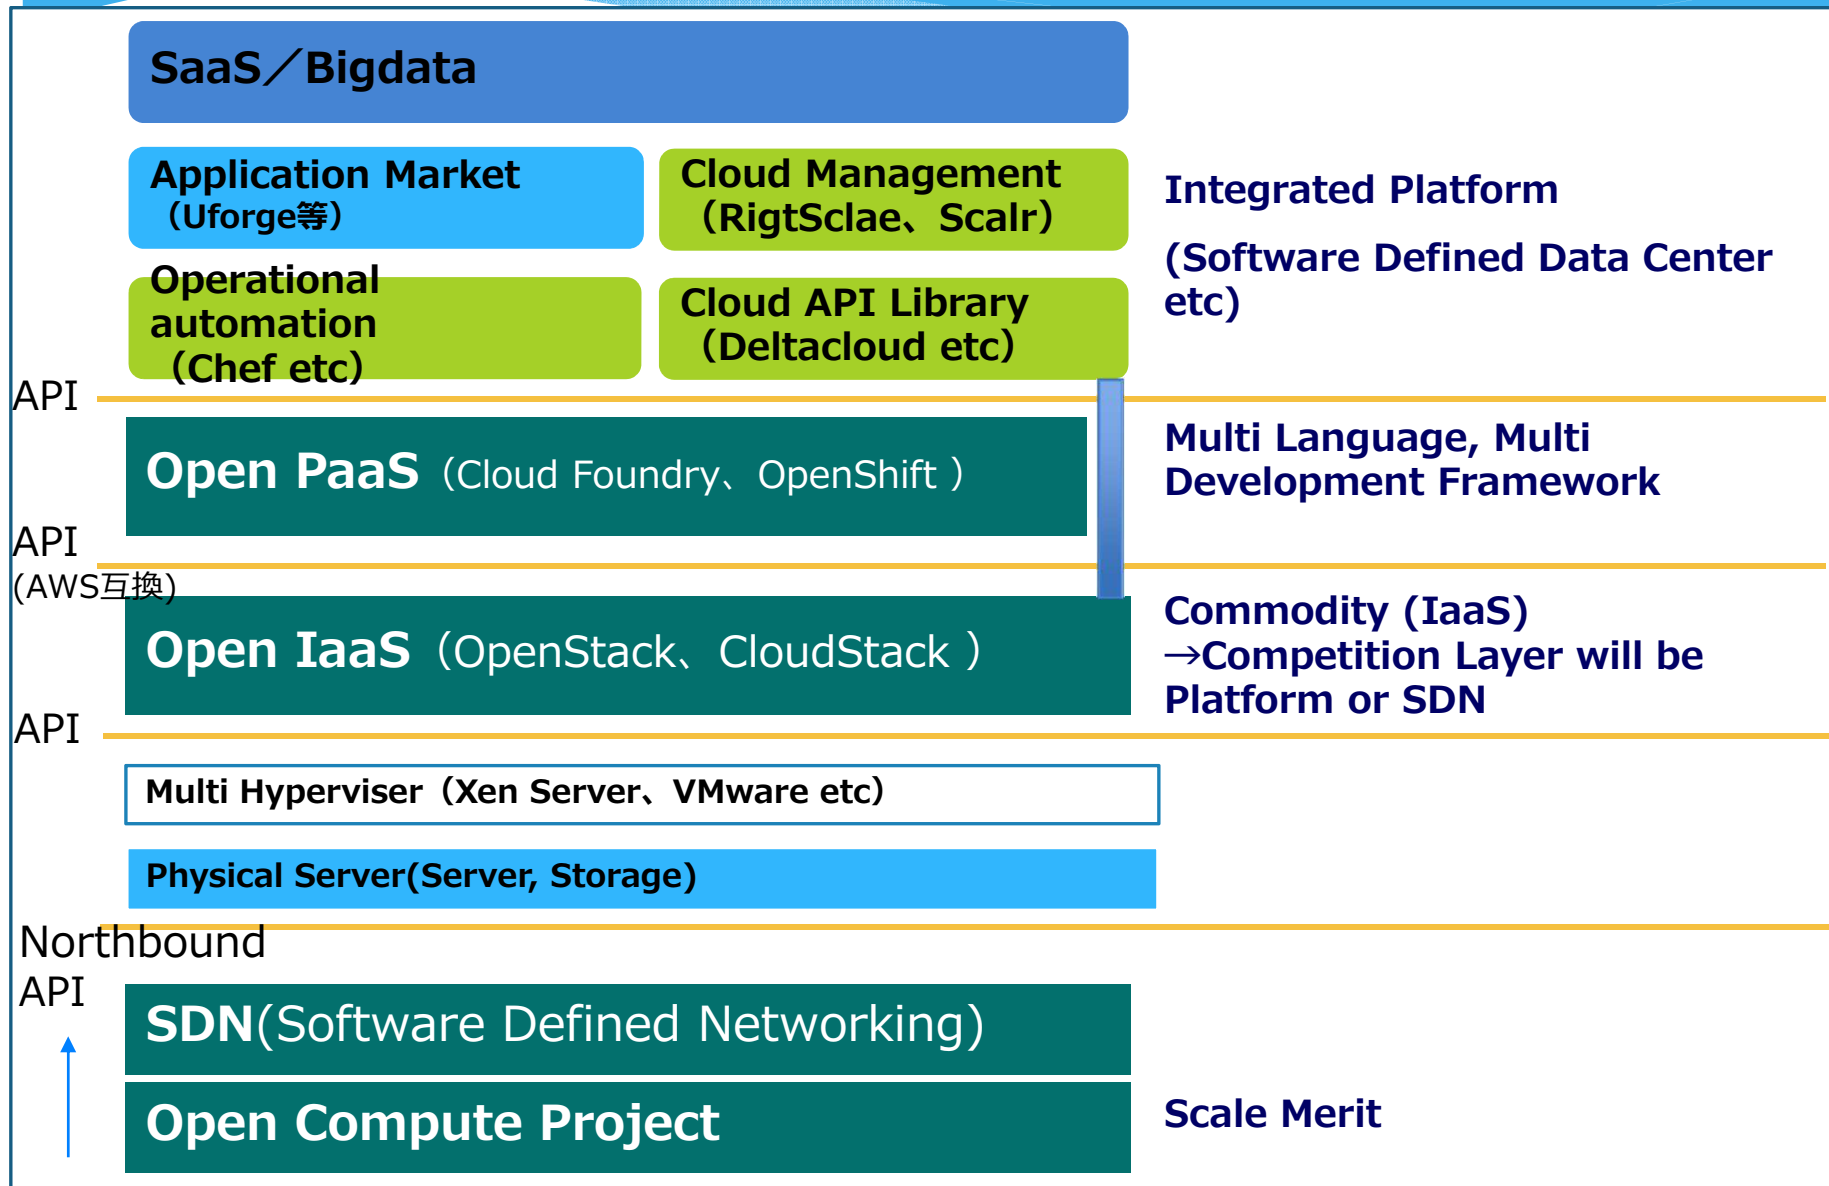 SaaS／Bigdata
Application Market
（Uforge等）
Cloud Management
（RigtSclae、Scalr）
Integrated Platform
(Software Defined Data Center
etc)
Operational
automation
（Chef etc）
Cloud API Library
（Deltacloud etc）
API
Open PaaS（Cloud Foundry、OpenShift ）
Multi Language, Multi
Development Framework
API
(AWS互換)
Open IaaS（OpenStack、CloudStack ）
Commodity (IaaS)
→Competition Layer will be
Platform or SDN
API
Multi Hyperviser（Xen Server、VMware etc）
Physical Server(Server, Storage)
Northbound
API
SDN(Software Defined Networking)
Open Compute Project
Scale Merit